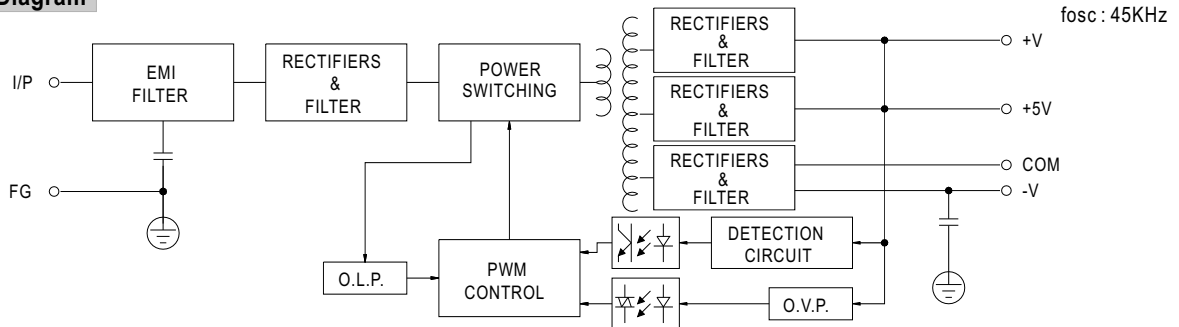 Diagram
fosc : 45KHz
I/P
EMI
FILTER
RECTIFIERS
&
FILTER
POWER
SWITCHING
RECTIFIERS
&
FILTER
+V
RECTIFIERS
&
FILTER
+5V
RECTIFIERS
&
FILTER
COM
-V
FG
DETECTION
CIRCUIT
O.L.P.
PWM
CONTROL
O.V.P.